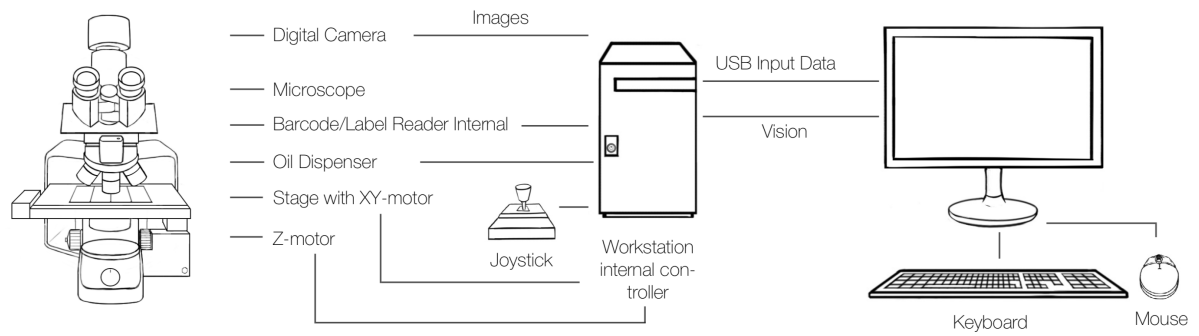 Images
Digital Camera
USB Input Data
Microscope
Barcode/Label Reader Internal
Vision
Oil Dispenser
Stage with XY-motor
Z-motor
Joystick
Workstation
internal con-
troller
Keyboard
Mouse